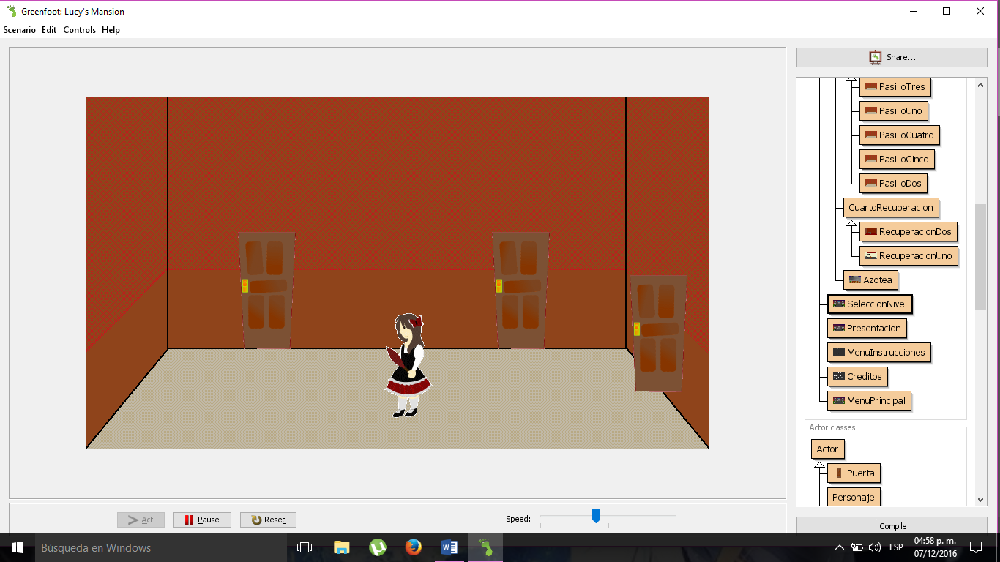 Greenfoot: Lucy's Mansion
Scenario Edit Controls Help
Share...
PasilloTres
PasilloUno
PasilloCuatro
PasilloCinco
PasilloDos
CuartoRecuperacion
RecuperacionDos
RecuperacionUno
Azotea
SeleccionNivel
Presentacion
MenuInstrucciones
Creditos
MenuPrincipal
Actor classes
Actor
Puerta
Personaje
Act Pause Reset Speed:
Compile
Búsqueda en Windows
ESP
04:58 p. m.
07/12/2016